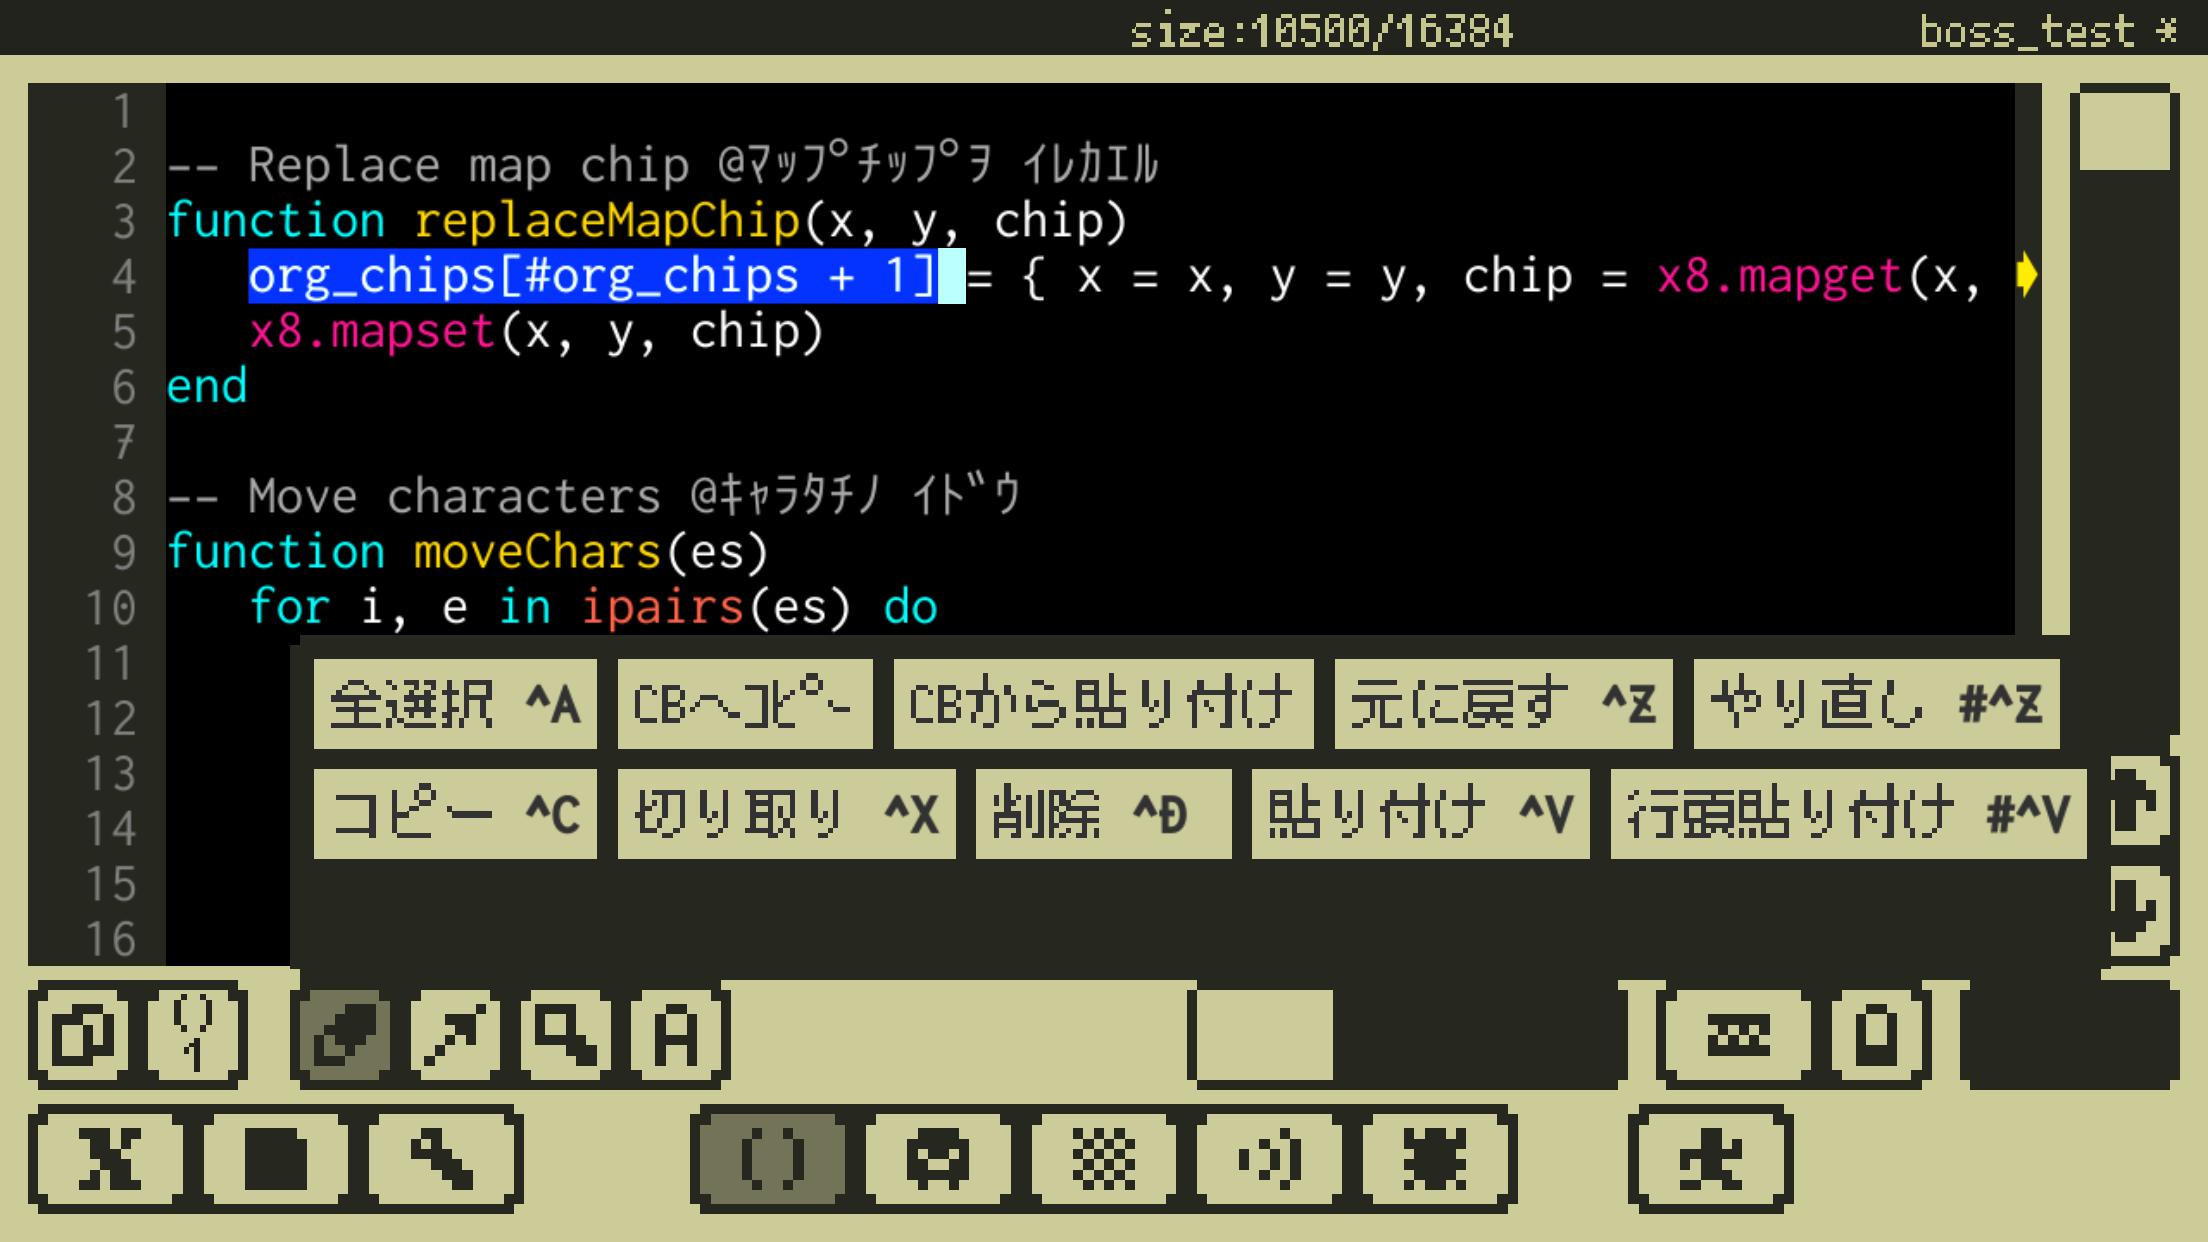 size:10500/16384 boss_test *
1
2 -- Replace map chip @ﾏｯﾌﾟﾁｯﾌﾟｦ ｲﾚｶｴﾙ
3 function replaceMapChip(x, y, chip)
4 org_chips[#org_chips + 1] = { x = x, y = y, chip = x8.mapget(x,
5 x8.mapset(x, y, chip)
6 end
7
8 -- Move characters @ｷｬﾗﾀﾁﾉ ｲﾄﾞｳ
9 function moveChars(es)
10 for i, e in ipairs(es) do
11
12
13
14
15
16
全選択 ^A CBへｺﾋﾟｰ CBから貼り付け 元に戻す ^Z やり直し #^Z
コピー ^C 切り取り ^X 削除 ^D 貼り付け ^V 行頭貼り付け #^V
() 1 A
X ()